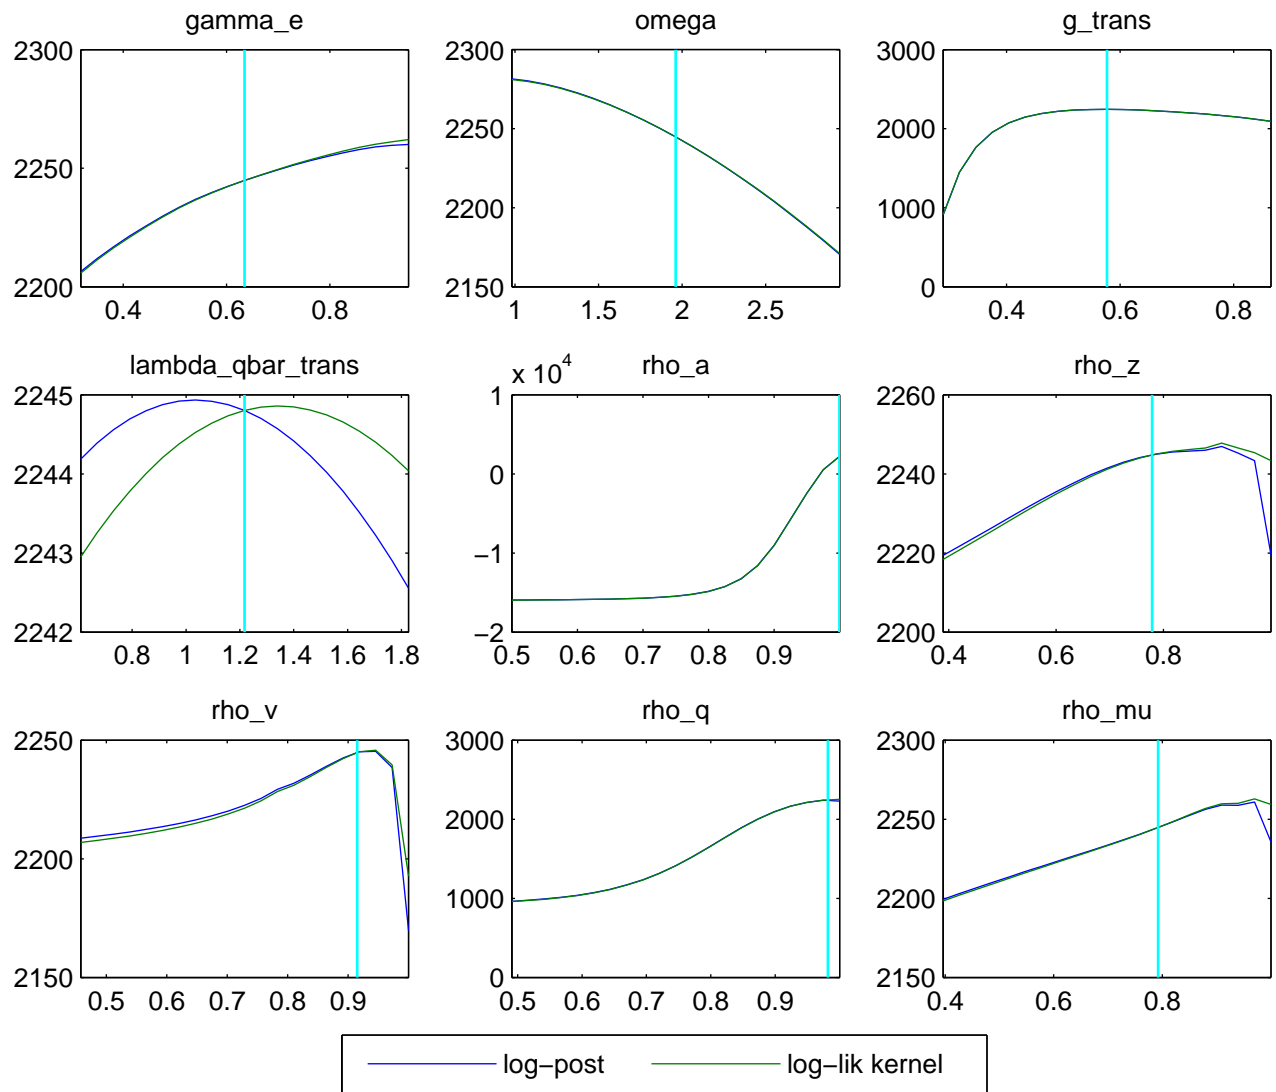 gamma_e
omega
g_trans
2300
2250
2200
0.4 0.6 0.8
2300
2250
2200
2150
1 1.5 2 2.5
3000
2000
1000
0
0.4 0.6 0.8
lambda_qbar_trans
rho_a
rho_z
2245
2244
2243
2242
0.8 1 1.2 1.4 1.6 1.8
x 10^4
1
0
−1
−2
0.5 0.6 0.7 0.8 0.9
2260
2240
2220
2200
0.4 0.6 0.8
rho_v
rho_q
rho_mu
2250
2200
2150
0.5 0.6 0.7 0.8 0.9
3000
2000
1000
0
0.5 0.6 0.7 0.8 0.9
2300
2250
2200
2150
0.4 0.6 0.8
log−post log−lik kernel